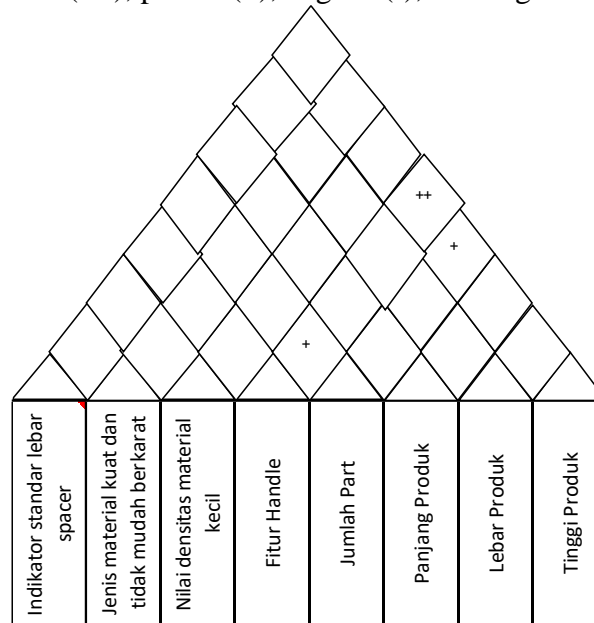 ++
+
+
Indikator standar lebar
spacer
Jenis material kuat dan
tidak mudah berkarat
Nilai densitas material
kecil
Fitur Handle
Jumlah Part
Panjang Produk
Lebar Produk
Tinggi Produk